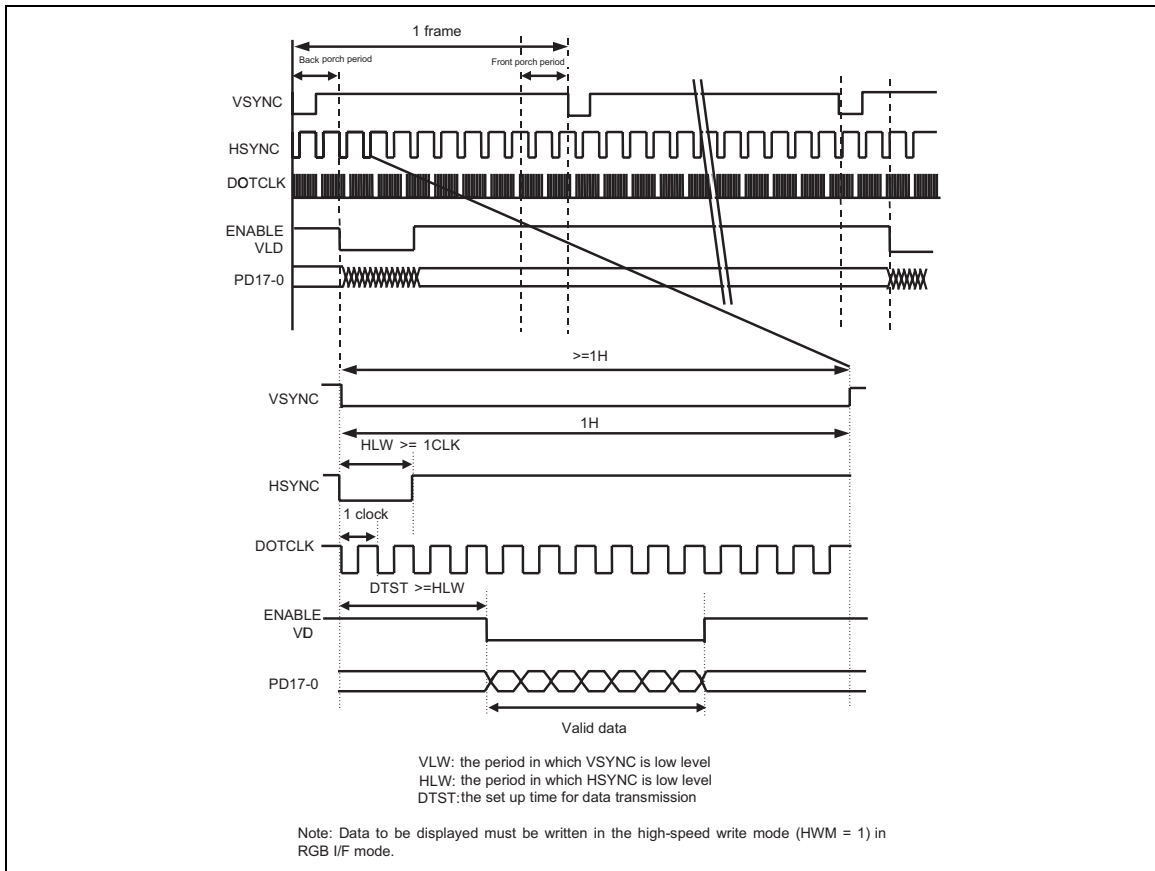 1 frame
Back porch period
Front porch period
VSYNC
HSYNC
DOTCLK
ENABLE
VLD
PD17-0
>=1H
VSYNC
1H
HLW >= 1CLK
HSYNC
1 clock
DOTCLK
DTST >=HLW
ENABLE
VD
PD17-0
Valid data
VLW: the period in which VSYNC is low level
HLW: the period in which HSYNC is low level
DTST:the set up time for data transmission
Note: Data to be displayed must be written in the high-speed write mode (HWM = 1) in
RGB I/F mode.